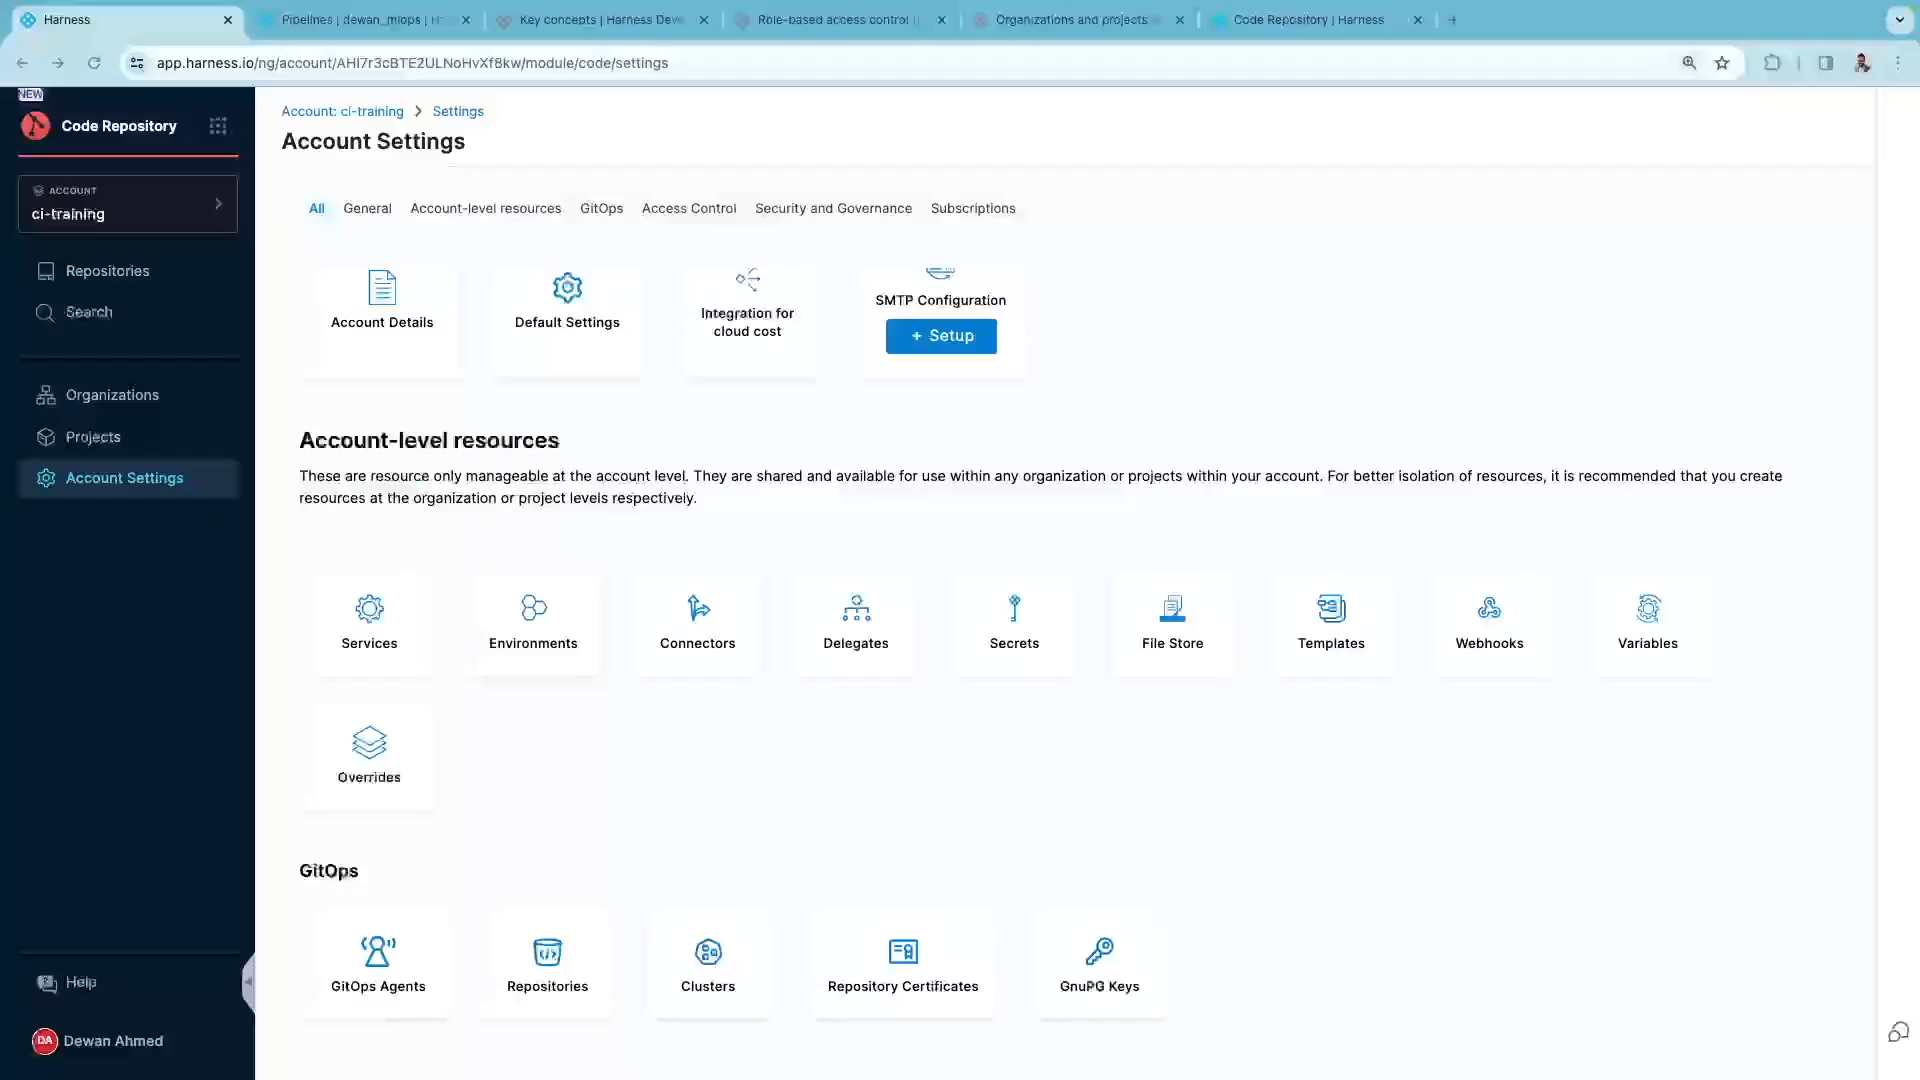 Harness
Pipelines | dewan_mlops | H
Key concepts | Harness Deve
Role-based access control |
Organizations and projects
Code Repository | Harness
app.harness.io/ng/account/AHI7r3cBTE2ULNoHvXf8kw/module/code/settings
NEW
Code Repository
ACCOUNT
ci-training
Repositories
Search
Organizations
Projects
Account Settings
Help
DA
Dewan Ahmed
Account: ci-training > Settings
Account Settings
All General Account-level resources GitOps Access Control Security and Governance Subscriptions
Account Details
Default Settings
Integration for
cloud cost
SMTP Configuration
+ Setup
Account-level resources
These are resource only manageable at the account level. They are shared and available for use within any organization or projects within your account. For better isolation of resources, it is recommended that you create
resources at the organization or project levels respectively.
Services
Environments
Connectors
Delegates
Secrets
File Store
Templates
Webhooks
Variables
Overrides
GitOps
GitOps Agents
Repositories
Clusters
Repository Certificates
GnuPG Keys